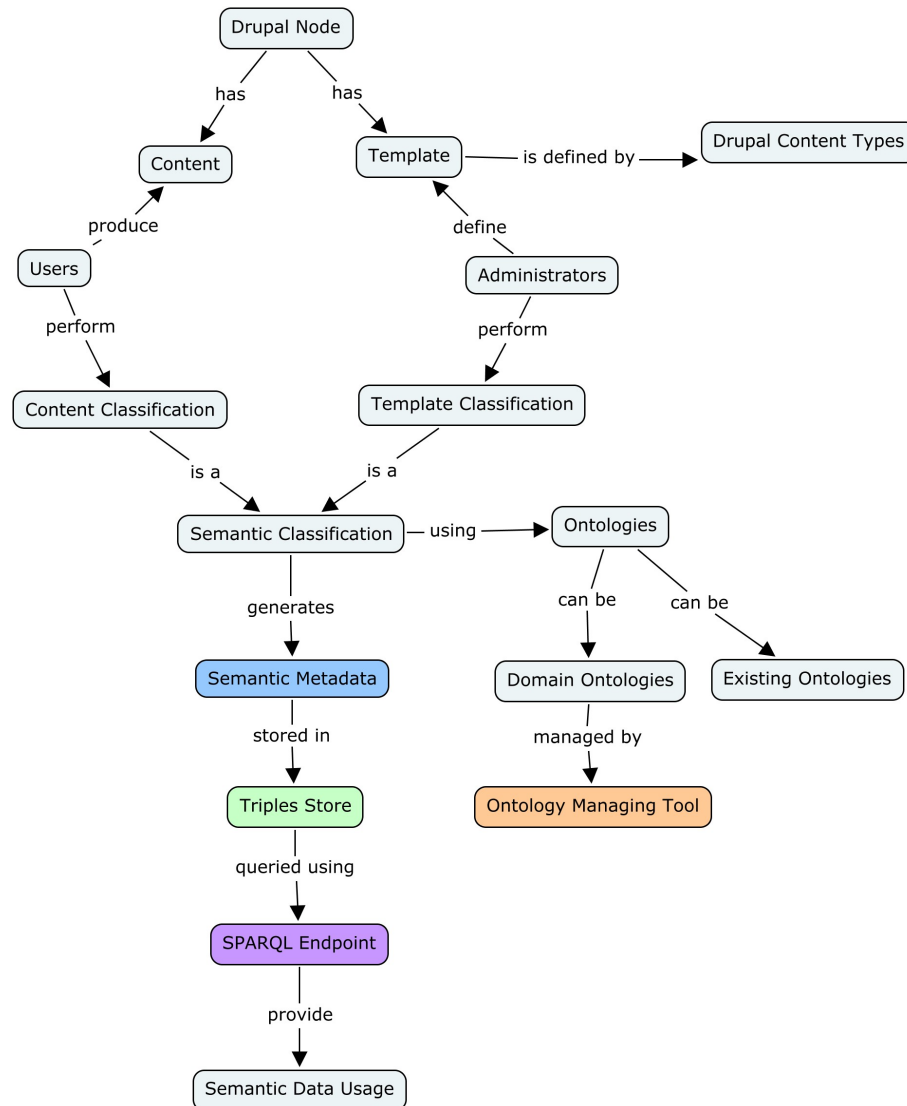 Drupal Node
has
has
Content
Template
is defined by
Drupal Content Types
produce
define
Users
Administrators
perform
perform
Content Classification
Template Classification
is a
is a
Semantic Classification
using
Ontologies
generates
can be
can be
Semantic Metadata
Domain Ontologies
Existing Ontologies
stored in
managed by
Triples Store
Ontology Managing Tool
queried using
SPARQL Endpoint
provide
Semantic Data Usage